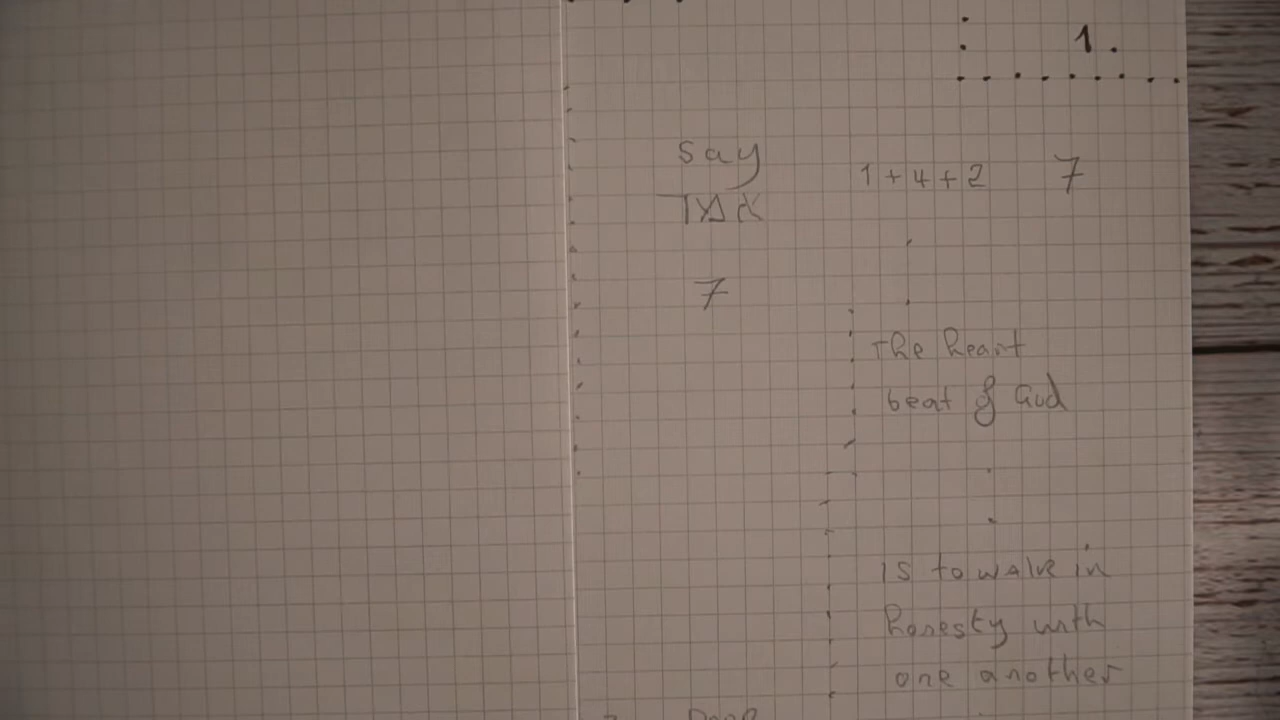 1.
say
1+4+2 7
7
The heart
beat of God
is to walk in
honesty with
one another